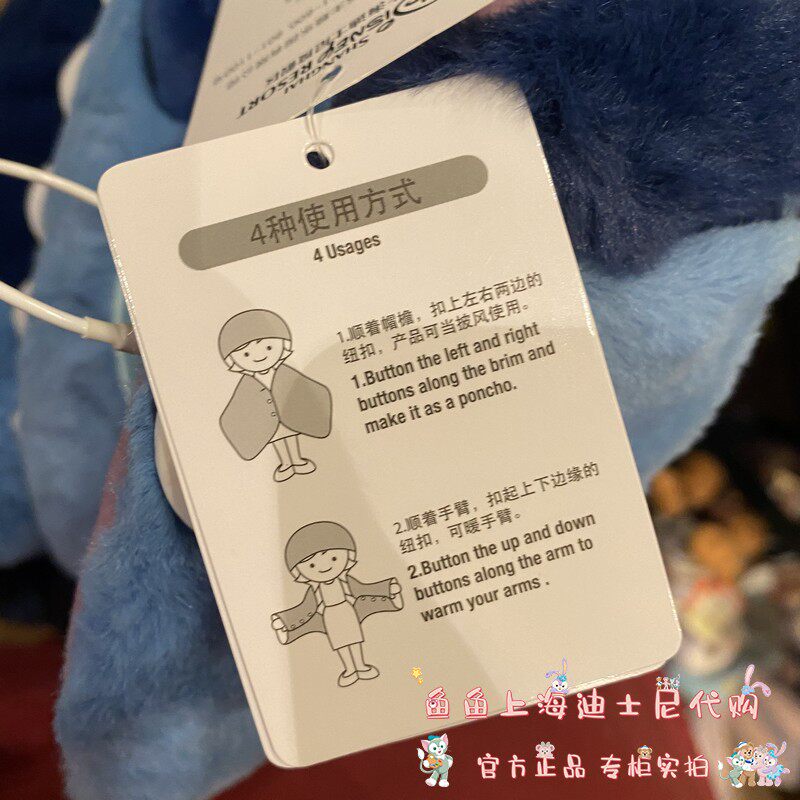 SHANGHAI
DISNEY RESORT
4种使用方式
4 Usages
1.顺着帽檐，扣上左右两边的
纽扣，产品可当披风使用。
1.Button the left and right
buttons along the brim and
make it as a poncho.
2.顺着手臂，扣起上下边缘的
纽扣，可暖手臂。
2.Button the up and down
buttons along the arm to
warm your arms .
鱼鱼上海迪士尼代购
官方正品 专柜实拍